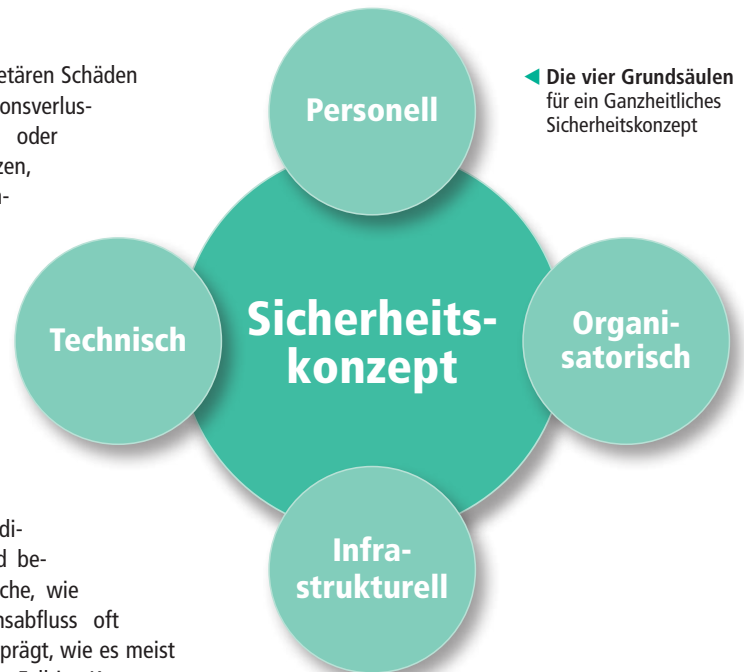 etären Schäden
onsverlus-
oder
zen,
n-
Personell
◀ Die vier Grundsäulen
für ein Ganzheitliches
Sicherheitskonzept
Technisch
Sicherheits-
konzept
Organi-
satorisch
Infra-
strukturell
di-
d be-
che, wie
nsabfluss oft
prägt, wie es meist